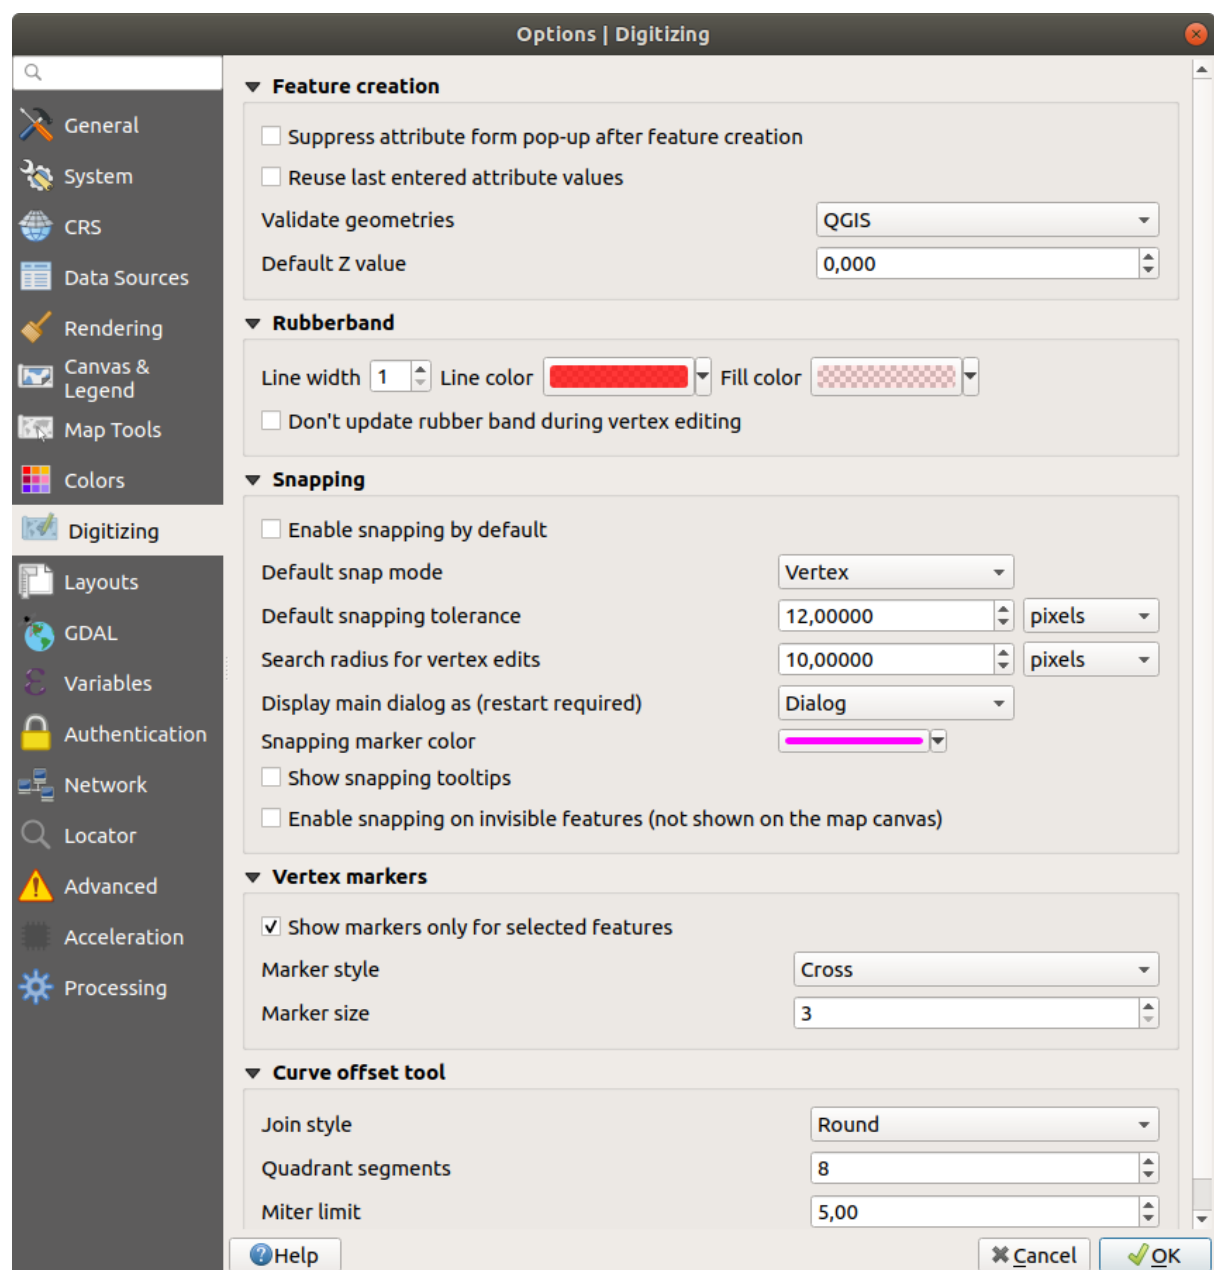 Options | Digitizing
General
System
CRS
Data Sources
Rendering
Canvas &
Legend
Map Tools
Colors
Digitizing
Layouts
GDAL
Variables
Authentication
Network
Locator
Advanced
Acceleration
Processing
Feature creation
Suppress attribute form pop-up after feature creation
Reuse last entered attribute values
Validate geometries QGIS
Default Z value 0,000
Rubberband
Line width 1 Line color Fill color
Don't update rubber band during vertex editing
Snapping
Enable snapping by default
Default snap mode Vertex
Default snapping tolerance 12,00000 pixels
Search radius for vertex edits 10,00000 pixels
Display main dialog as (restart required) Dialog
Snapping marker color
Show snapping tooltips
Enable snapping on invisible features (not shown on the map canvas)
Vertex markers
Show markers only for selected features
Marker style Cross
Marker size 3
Curve offset tool
Join style Round
Quadrant segments 8
Miter limit 5,00
Help Cancel OK